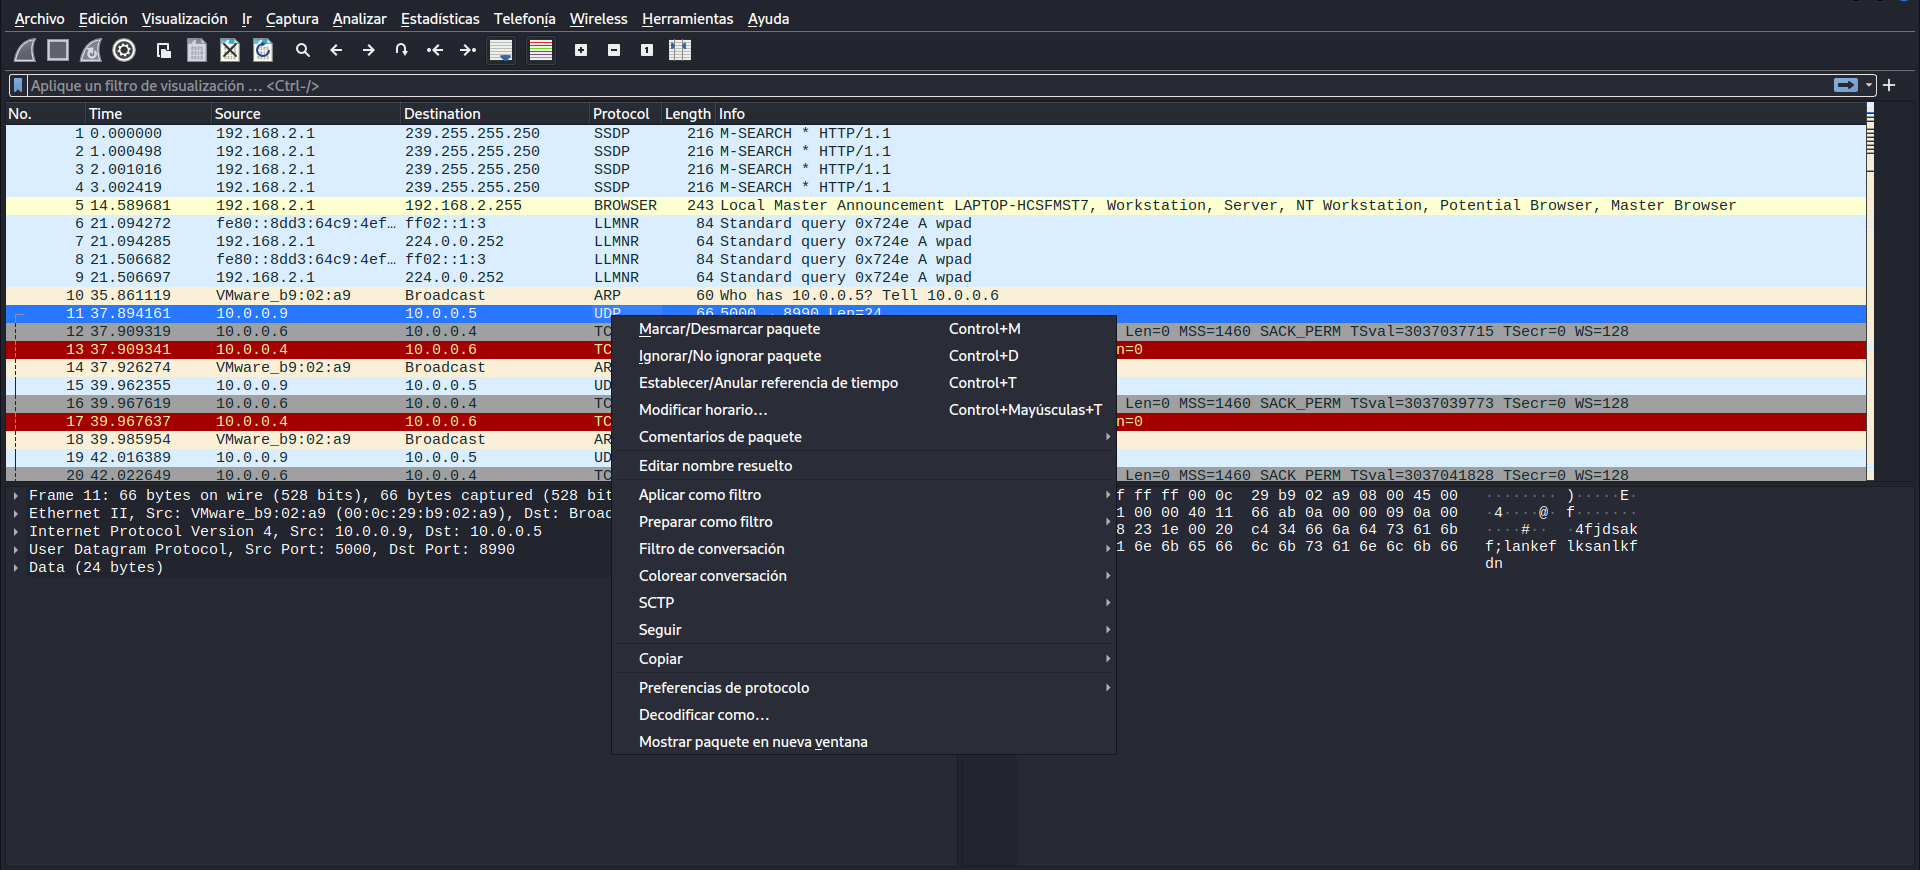 Archivo Edición Visualización Ir Captura Analizar Estadísticas Telefonía Wireless Herramientas Ayuda
Aplique un filtro de visualización … <Ctrl-/>
No. Time Source Destination Protocol Length Info
1 0.000000 192.168.2.1 239.255.255.250 SSDP 216 M-SEARCH * HTTP/1.1
2 1.000498 192.168.2.1 239.255.255.250 SSDP 216 M-SEARCH * HTTP/1.1
3 2.001016 192.168.2.1 239.255.255.250 SSDP 216 M-SEARCH * HTTP/1.1
4 3.002419 192.168.2.1 239.255.255.250 SSDP 216 M-SEARCH * HTTP/1.1
5 14.589681 192.168.2.1 192.168.2.255 BROWSER 243 Local Master Announcement LAPTOP-HCSFMST7, Workstation, Server, NT Workstation, Potential Browser, Master Browser
6 21.094272 fe80::8dd3:64c9:4ef… ff02::1:3 LLMNR 84 Standard query 0x724e A wpad
7 21.094285 192.168.2.1 224.0.0.252 LLMNR 64 Standard query 0x724e A wpad
8 21.506682 fe80::8dd3:64c9:4ef… ff02::1:3 LLMNR 84 Standard query 0x724e A wpad
9 21.506697 192.168.2.1 224.0.0.252 LLMNR 64 Standard query 0x724e A wpad
10 35.861119 VMware_b9:02:a9 Broadcast ARP 60 Who has 10.0.0.5? Tell 10.0.0.6
11 37.894161 10.0.0.9 10.0.0.5 UDP 66 5000 → 8990 Len=24
12 37.909319 10.0.0.6 10.0.0.4 TC Len=0 MSS=1460 SACK_PERM TSval=3037037715 TSecr=0 WS=128
13 37.909341 10.0.0.4 10.0.0.6 TC n=0
14 37.926274 VMware_b9:02:a9 Broadcast AR
15 39.962355 10.0.0.9 10.0.0.5 UD
16 39.967619 10.0.0.6 10.0.0.4 TC Len=0 MSS=1460 SACK_PERM TSval=3037039773 TSecr=0 WS=128
17 39.967637 10.0.0.4 10.0.0.6 TC n=0
18 39.985954 VMware_b9:02:a9 Broadcast AR
19 42.016389 10.0.0.9 10.0.0.5 UD
20 42.022649 10.0.0.6 10.0.0.4 TC Len=0 MSS=1460 SACK_PERM TSval=3037041828 TSecr=0 WS=128
Marcar/Desmarcar paquete Control+M
Ignorar/No ignorar paquete Control+D
Establecer/Anular referencia de tiempo Control+T
Modificar horario… Control+Mayúsculas+T
Comentarios de paquete
Editar nombre resuelto
Aplicar como filtro
Preparar como filtro
Filtro de conversación
Colorear conversación
SCTP
Seguir
Copiar
Preferencias de protocolo
Decodificar como…
Mostrar paquete en nueva ventana
Frame 11: 66 bytes on wire (528 bits), 66 bytes captured (528 bit
Ethernet II, Src: VMware_b9:02:a9 (00:0c:29:b9:02:a9), Dst: Broad
Internet Protocol Version 4, Src: 10.0.0.9, Dst: 10.0.0.5
User Datagram Protocol, Src Port: 5000, Dst Port: 8990
Data (24 bytes)
f ff ff 00 0c 29 b9 02 a9 08 00 45 00 ········ )·····E·
1 00 00 40 11 66 ab 0a 00 00 09 0a 00 ·4····@· f·······
8 23 1e 00 20 c4 34 66 6a 64 73 61 6b ····#·· ·4fjdsak
1 6e 6b 65 66 6c 6b 73 61 6e 6c 6b 66 f;lankef lksanlkf
dn